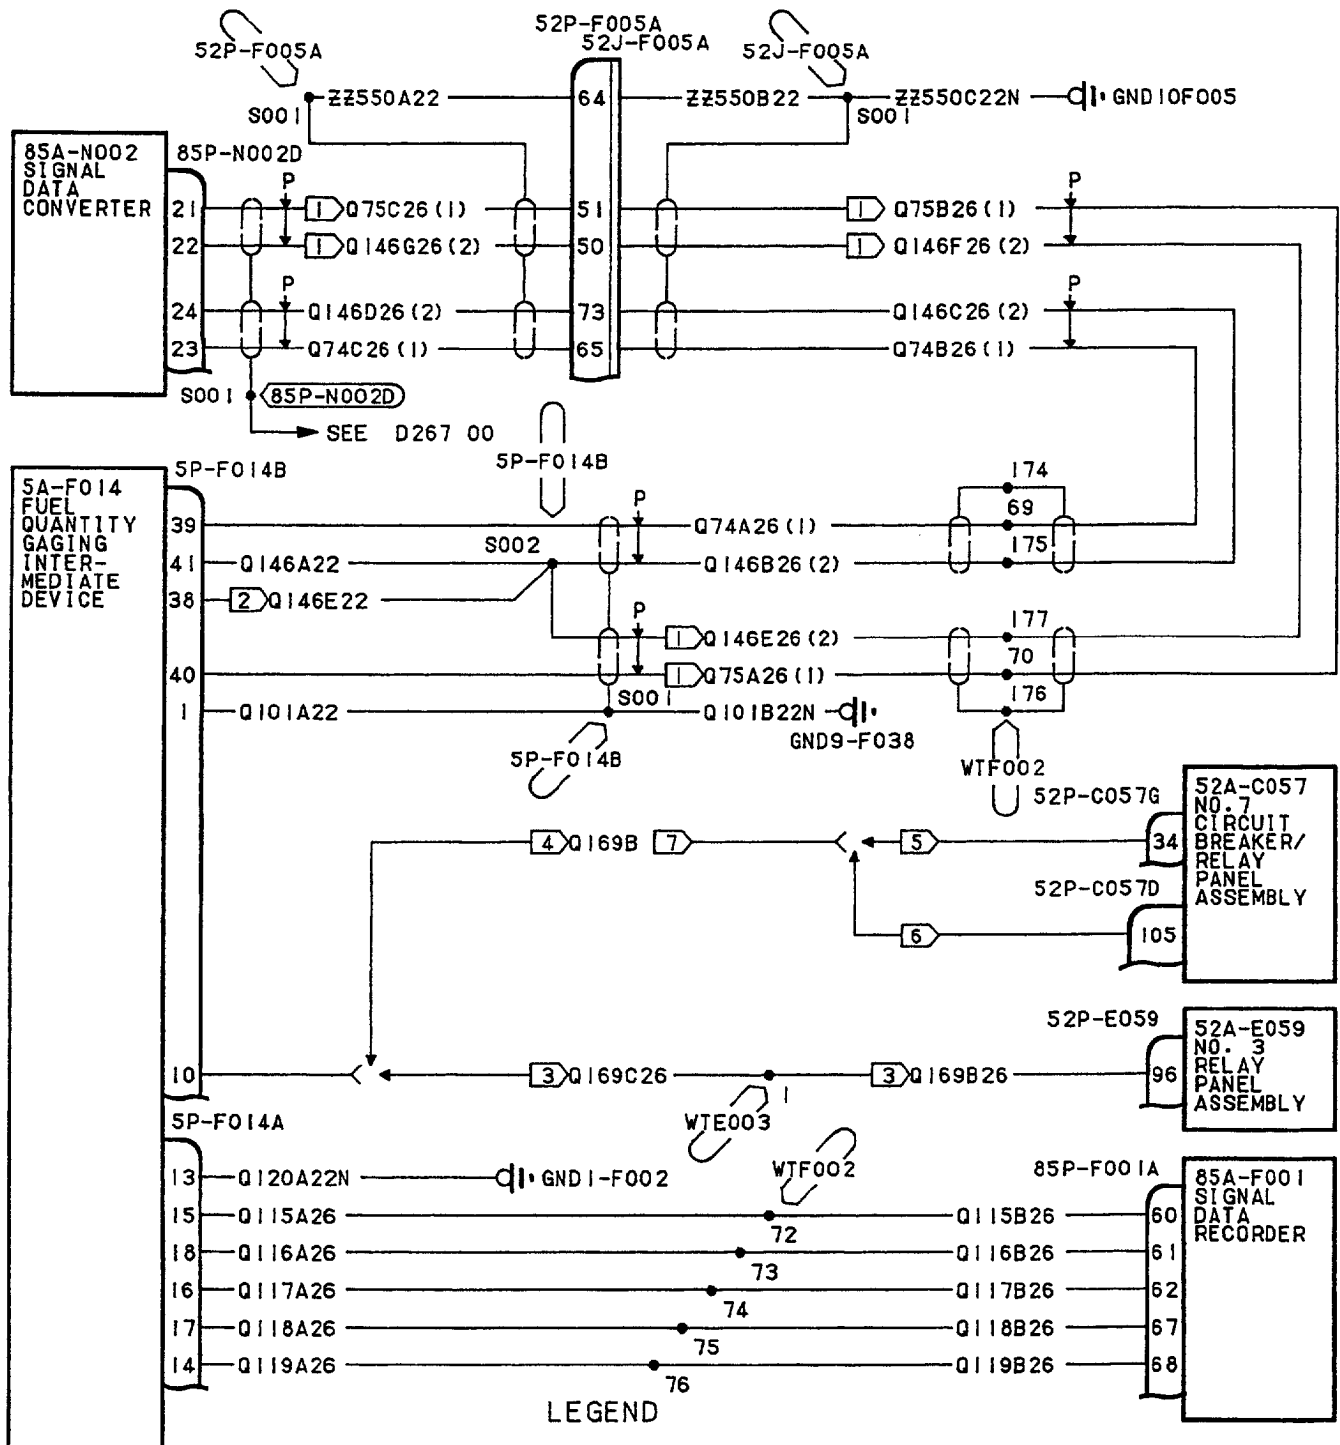 52P-F005A
52P-F005A
52J-F005A
52J-F005A
ZZ550A22
64
ZZ550B22
ZZ550C22N
GND10F005
S001
S001
85A-N002
SIGNAL
DATA
CONVERTER
85P-N002D
P
P
21
1
Q75C26(1)
51
1
Q75B26(1)
22
1
Q146G26(2)
50
1
Q146F26(2)
P
P
24
Q146D26(2)
73
Q146C26(2)
23
Q74C26(1)
65
Q74B26(1)
S001
85P-N002D
SEE D267 00
5P-F014B
5P-F014B
5A-F014
FUEL
QUANTITY
GAGING
INTER-
MEDIATE
DEVICE
174
P
69
39
Q74A26(1)
S002
175
41
Q146A22
Q146B26(2)
38
2
Q146E22
P
177
1
Q146E26(2)
70
40
1
Q75A26(1)
S001
176
1
Q101A22
Q101B22N
GND9-F038
5P-F014B
WTF002
52P-C057G
52A-C057
NO.7
CIRCUIT
BREAKER/
RELAY
PANEL
ASSEMBLY
4
Q169B
7
5
34
52P-C057D
6
105
52P-E059
52A-E059
NO. 3
RELAY
PANEL
ASSEMBLY
10
3
Q169C26
1
3
Q169B26
96
WTE003
5P-F014A
WTF002
85P-F001A
85A-F001
SIGNAL
DATA
RECORDER
13
Q120A22N
GND1-F002
15
Q115A26
72
Q115B26
60
18
Q116A26
73
Q116B26
61
16
Q117A26
74
Q117B26
62
17
Q118A26
75
Q118B26
67
14
Q119A26
76
Q119B26
68
LEGEND